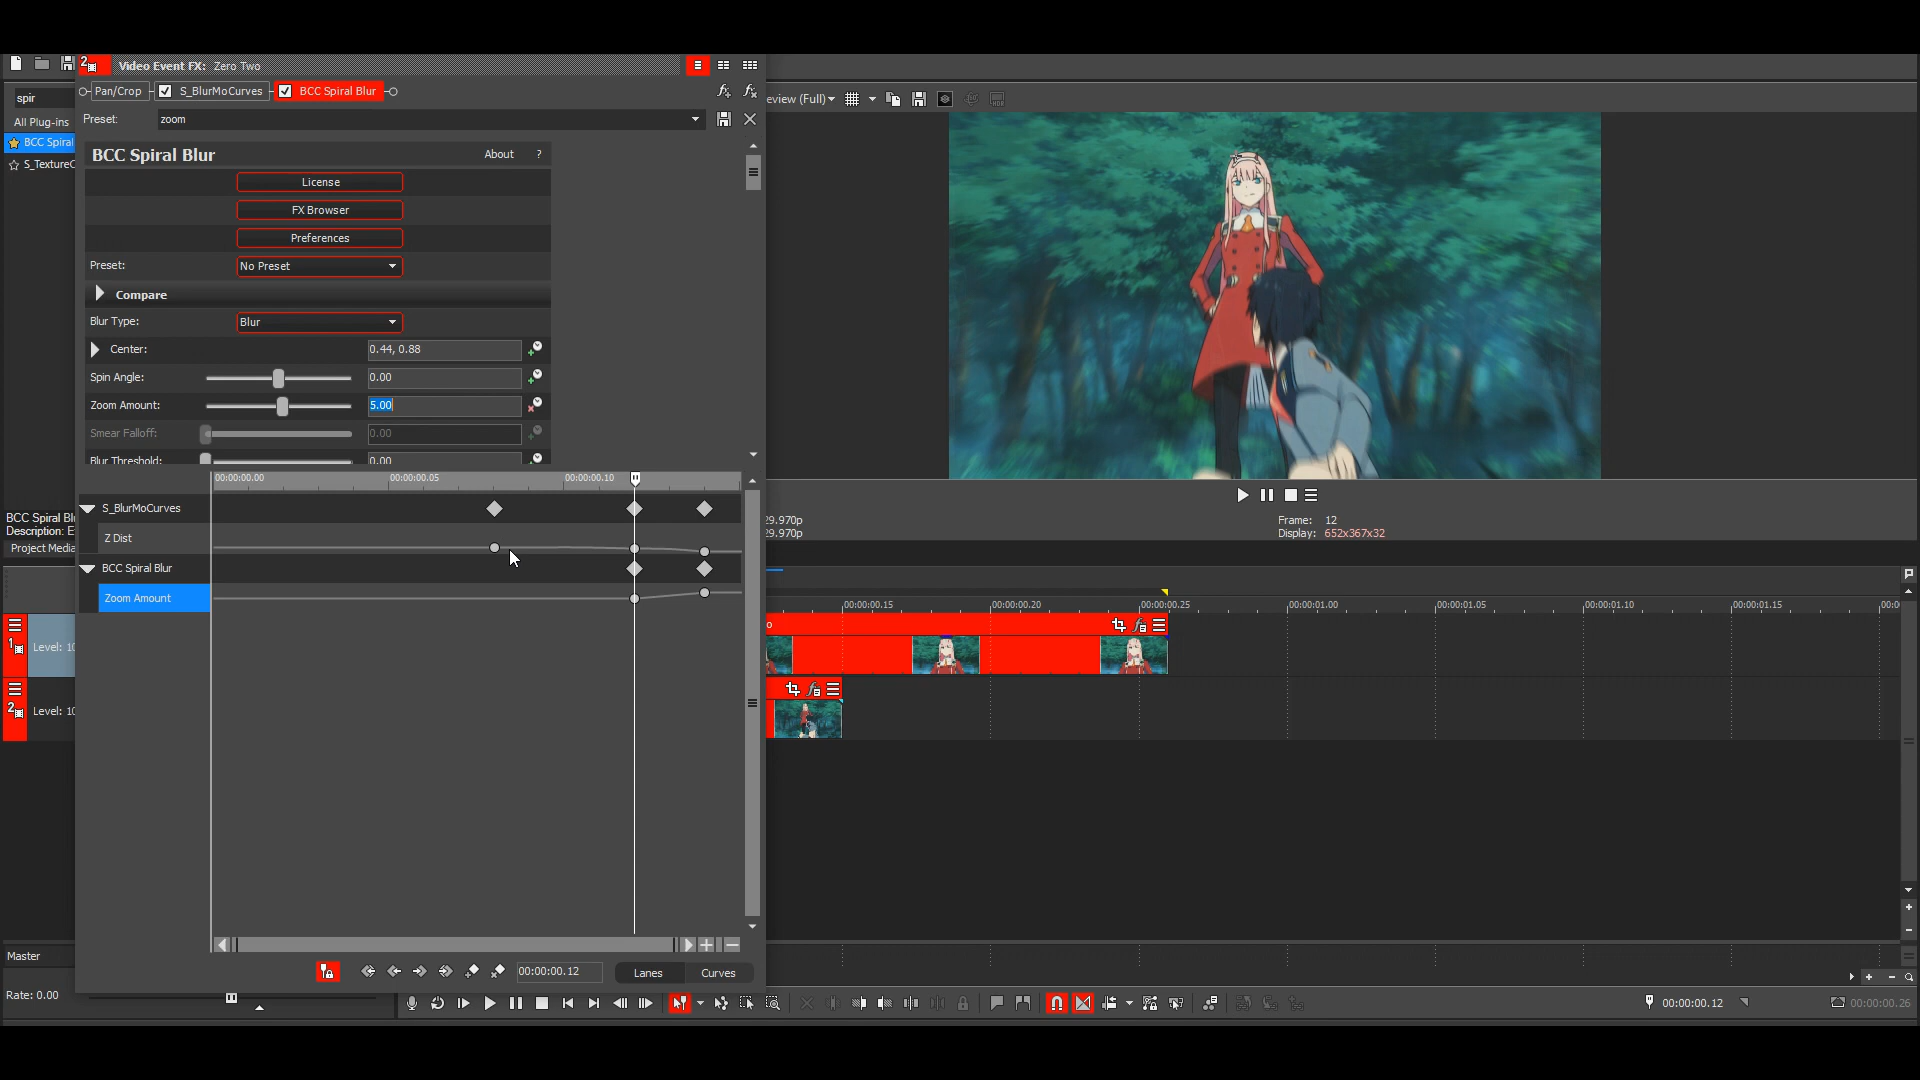 Video Event FX: Zero Two
spir
Pan/Crop S_BlurMoCurves BCC Spiral Blur
All Plug-ins
Preset: zoom
BCC Spiral
S_TextureC
BCC Spiral Blur About ?
License
FX Browser
Preferences
Preset: No Preset
Compare
Blur Type: Blur
Center: 0.44, 0.88
Spin Angle: 0.00
Zoom Amount: 5.00
Smear Falloff: 0.00
Blur Threshold: 0.00
eview (Full)
00:00:00.00 00:00:00.05 00:00:00.10
S_BlurMoCurves
Z Dist
BCC Spiral Blur
Zoom Amount
BCC Spiral Bl
Description: E
Project Media
29.970p
29.970p
Frame: 12
Display: 652x367x32
00:00:00.15 00:00:00.20 00:00:00.25 00:00:01.00 00:00:01.05 00:00:01.10 00:00:01.15 00:0
1 Level: 10
2 Level: 10
Master
Rate: 0.00
00:00:00.12 Lanes Curves
00:00:00.12 00:00:00.26